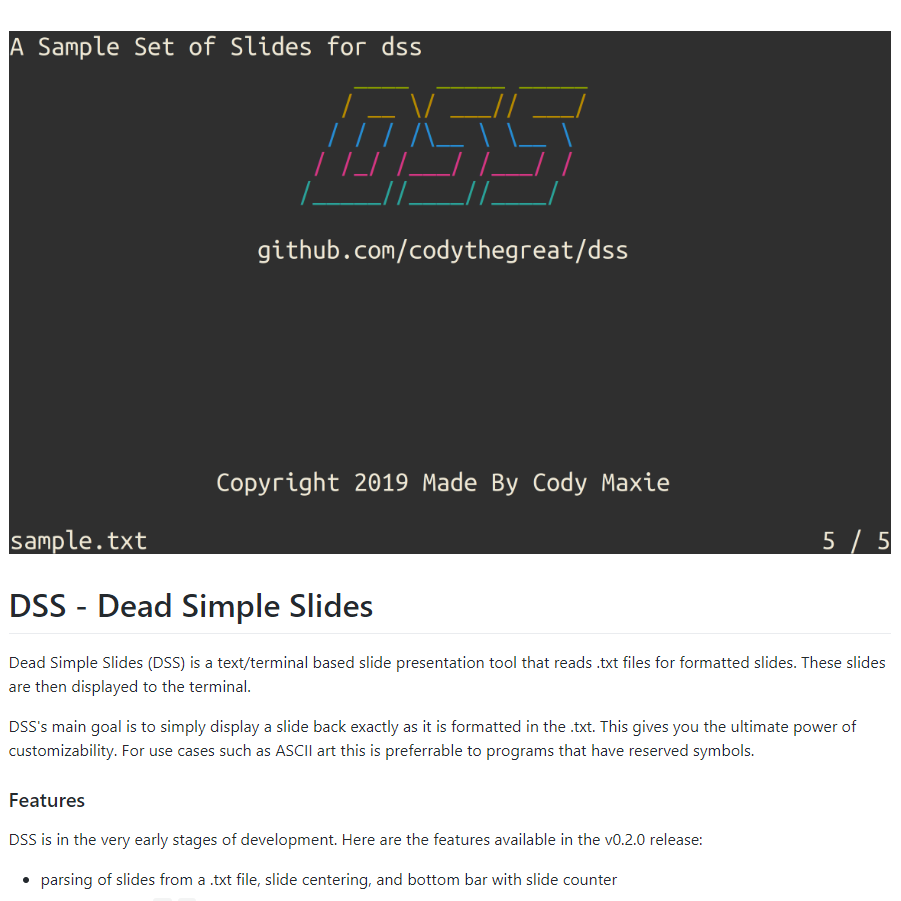 A Sample Set of Slides for dss
DSS
github.com/codythegreat/dss
Copyright 2019 Made By Cody Maxie
sample.txt 5 / 5
DSS - Dead Simple Slides
Dead Simple Slides (DSS) is a text/terminal based slide presentation tool that reads .txt files for formatted slides. These slides
are then displayed to the terminal.
DSS's main goal is to simply display a slide back exactly as it is formatted in the .txt. This gives you the ultimate power of
customizability. For use cases such as ASCII art this is preferrable to programs that have reserved symbols.
Features
DSS is in the very early stages of development. Here are the features available in the v0.2.0 release:
• parsing of slides from a .txt file, slide centering, and bottom bar with slide counter